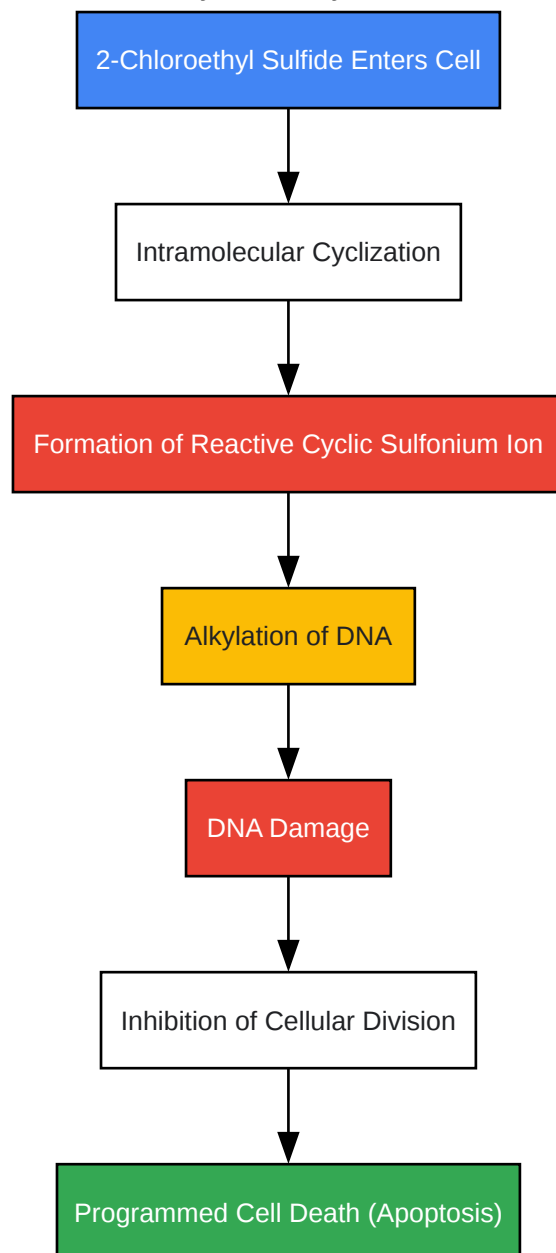 2-Chloroethyl Sulfide Enters Cell
Intramolecular Cyclization
Formation of Reactive Cyclic Sulfonium Ion
Alkylation of DNA
DNA Damage
Inhibition of Cellular Division
Programmed Cell Death (Apoptosis)